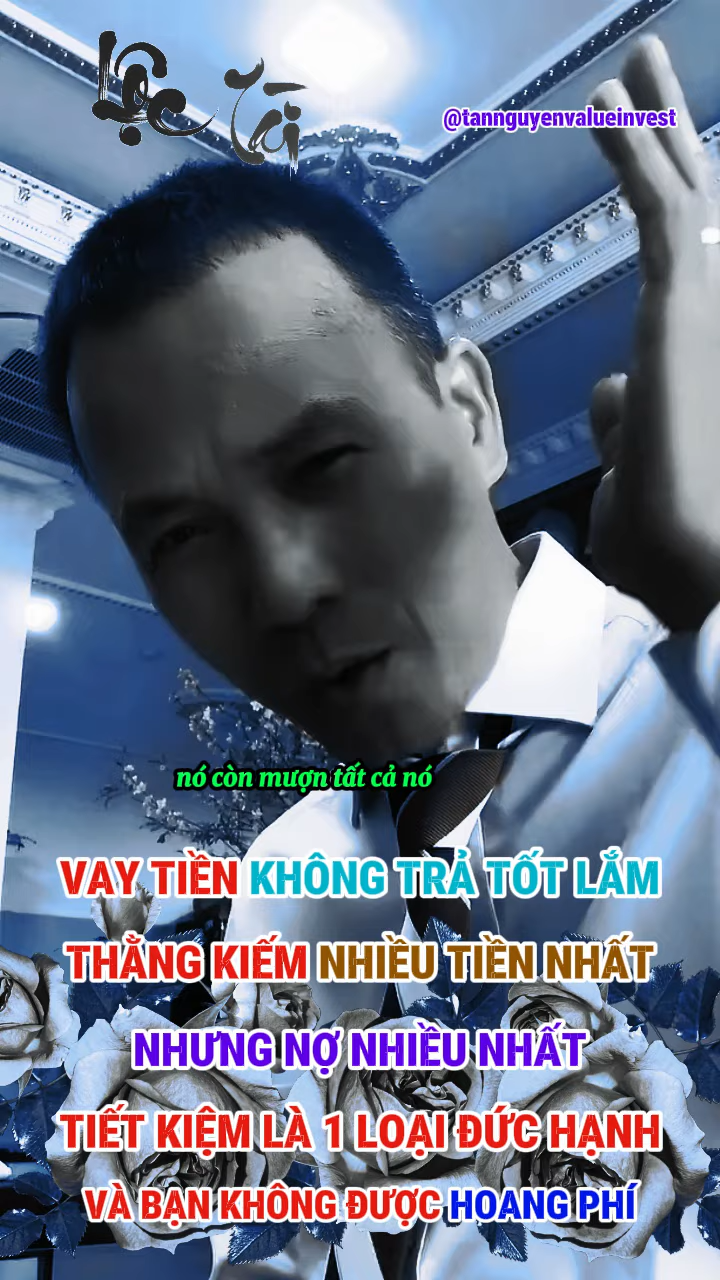 Lộc Tài
@tannguyenvalueinvest
nó còn mượn tất cả nó
VAY TIỀN KHÔNG TRẢ TỐT LẮM
THẰNG KIẾM NHIỀU TIỀN NHẤT
NHƯNG NỢ NHIỀU NHẤT
TIẾT KIỆM LÀ 1 LOẠI ĐỨC HẠNH
VÀ BẠN KHÔNG ĐƯỢC HOANG PHÍ